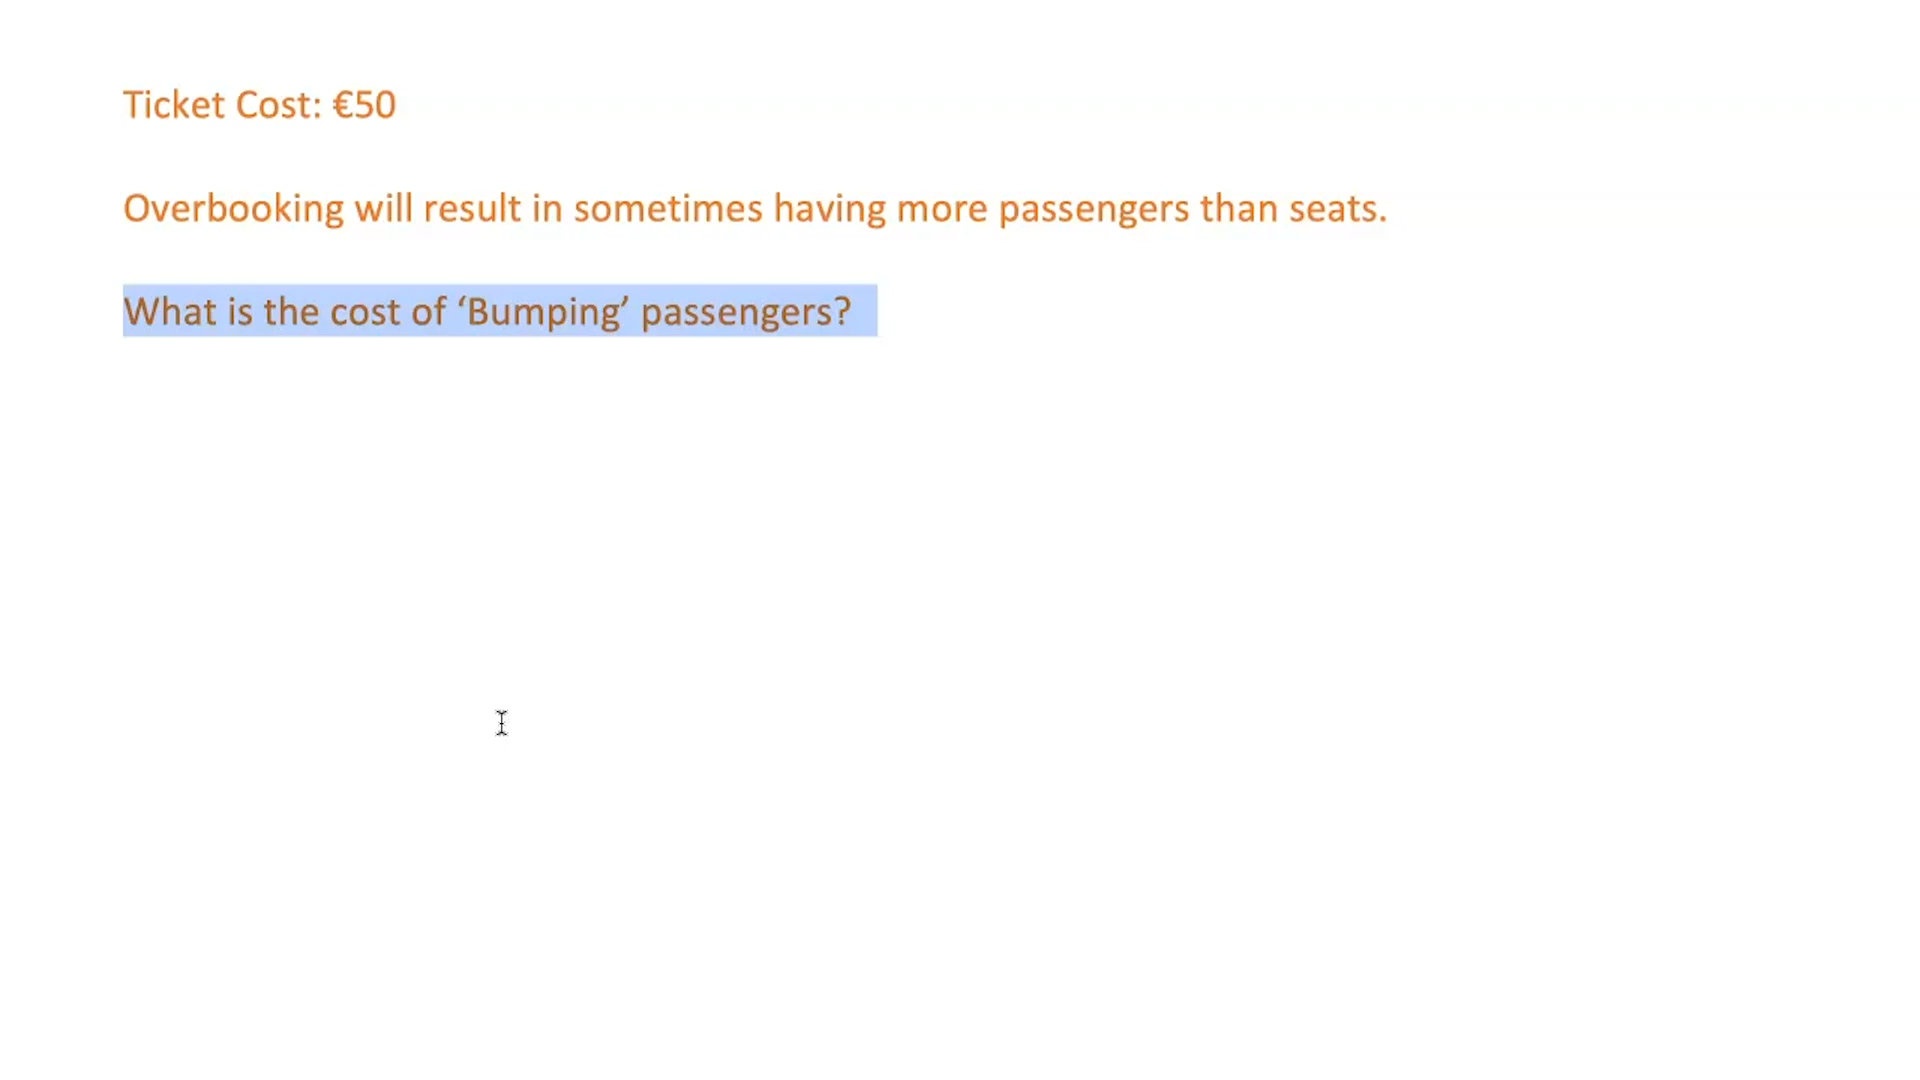 Ticket Cost: €50
Overbooking will result in sometimes having more passengers than seats.
What is the cost of ‘Bumping’ passengers?